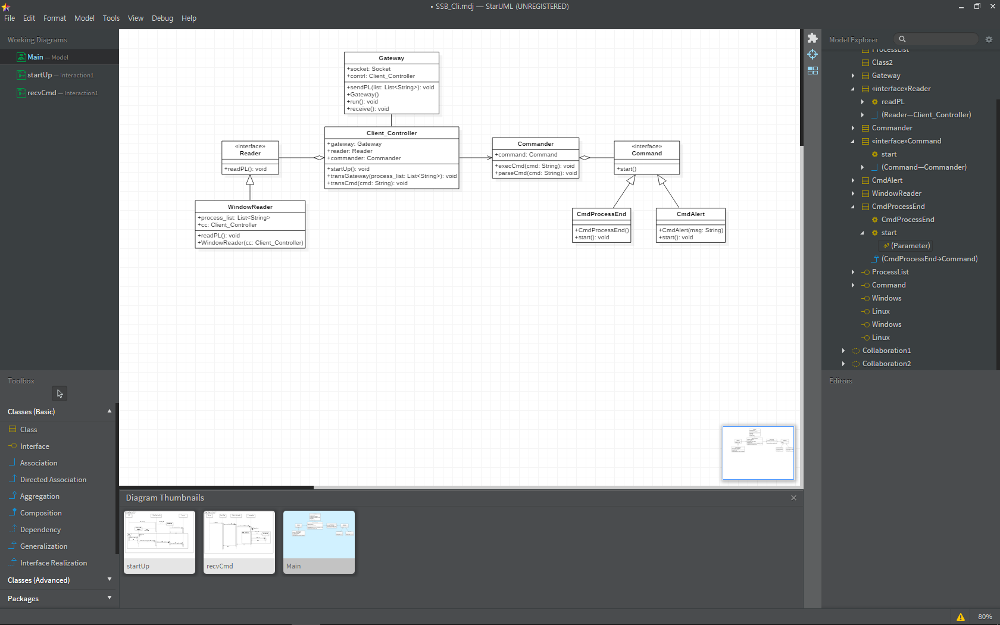 • SSB_Cli.mdj — StarUML (UNREGISTERED)
File Edit Format Model Tools View Debug Help
Working Diagrams
Main — Model
startUp — Interaction1
recvCmd — Interaction1
Toolbox
Classes (Basic)
Class
Interface
Association
Directed Association
Aggregation
Composition
Dependency
Generalization
Interface Realization
Classes (Advanced)
Packages
Gateway
+socket: Socket
+contrl: Client_Controller
+sendPL(list: List<String>): void
+Gateway()
+run(): void
+receive(): void
«interface»
Reader
+readPL(): void
Client_Controller
+gateway: Gateway
+reader: Reader
+commander: Commander
+startUp(): void
+transGateway(process_list: List<String>): void
+transCmd(cmd: String): void
Commander
+command: Command
+execCmd(cmd: String): void
+parseCmd(cmd: String): void
«interface»
Command
+start()
WindowReader
+process_list: List<String>
+cc: Client_Controller
+readPL(): void
+WindowReader(cc: Client_Controller)
CmdProcessEnd
+CmdProcessEnd()
+start(): void
CmdAlert
+CmdAlert(msg: String)
+start(): void
Diagram Thumbnails
startUp
recvCmd
Main
Model Explorer
ProcessList
Class2
Gateway
«interface»Reader
readPL
(Reader—Client_Controller)
Commander
«interface»Command
start
(Command—Commander)
CmdAlert
WindowReader
CmdProcessEnd
CmdProcessEnd
start
(Parameter)
(CmdProcessEnd→Command)
ProcessList
Command
Windows
Linux
Windows
Linux
Collaboration1
Collaboration2
Editors
80%